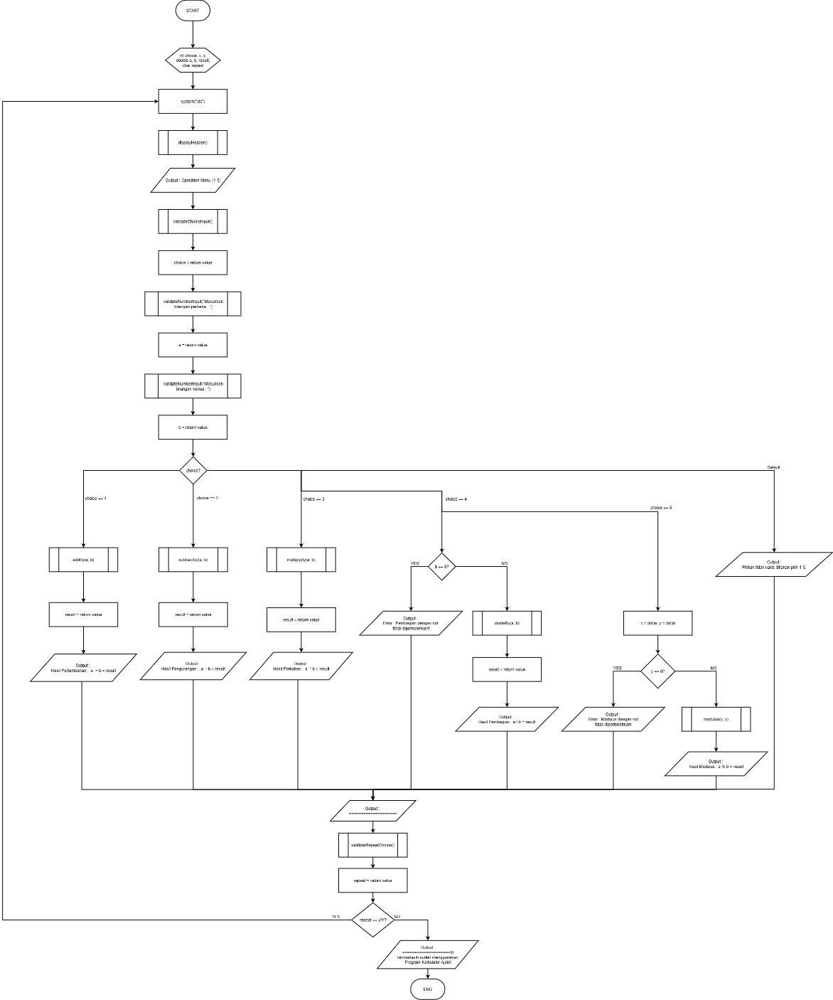 START
int choice, x, y,
double a, b, result;
char repeat
system("cls")
displayHeader()
Output : Operation Menu (1-5)
validateChoiceInput()
choice = return value
validateNumberInput("Masukkan
bilangan pertama : ")
a = return value
validateNumberInput("Masukkan
bilangan kedua : ")
b = return value
choice?
Default
choice == 1
choice == 2
choice == 3
choice == 4
choice == 5
addBy(a, b)
subtractBy(a, b)
multiplyBy(a, b)
b == 0?
YES
NO
Output :
Pilihan tidak valid. Silakan pilih 1-5.
result = return value
result = return value
result = return value
Output :
Error : Pembagian dengan nol
tidak diperbolehkan!
divideBy(a, b)
x = (int)a, y = (int)b
Output :
Hasil Pertambahan : a + b = result
Output :
Hasil Pengurangan : a - b = result
Output :
Hasil Perkalian : a * b = result
result = return value
y == 0?
YES
NO
Output :
Hasil Pembagian : a / b = result
Output :
Error : Modulus dengan nol
tidak diperbolehkan!
modulus(x, y)
Output :
Hasil Modulus : a % b = result
Output :
====================
validateRepeatChoice()
repeat = return value
repeat == y/Y?
YES
NO
Output :
====================\n
Terimakasih sudah menggunakan
Program Kalkulator Ajaib!
END